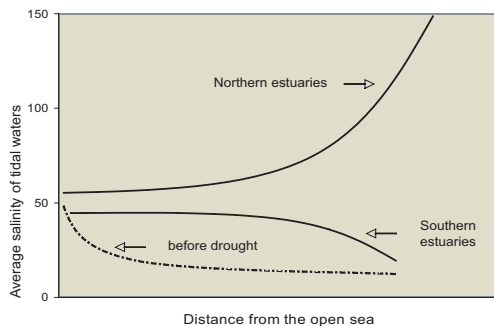 150
100
50
0
Average salinity of tidal waters
Northern estuaries
Southern
estuaries
before drought
Distance from the open sea